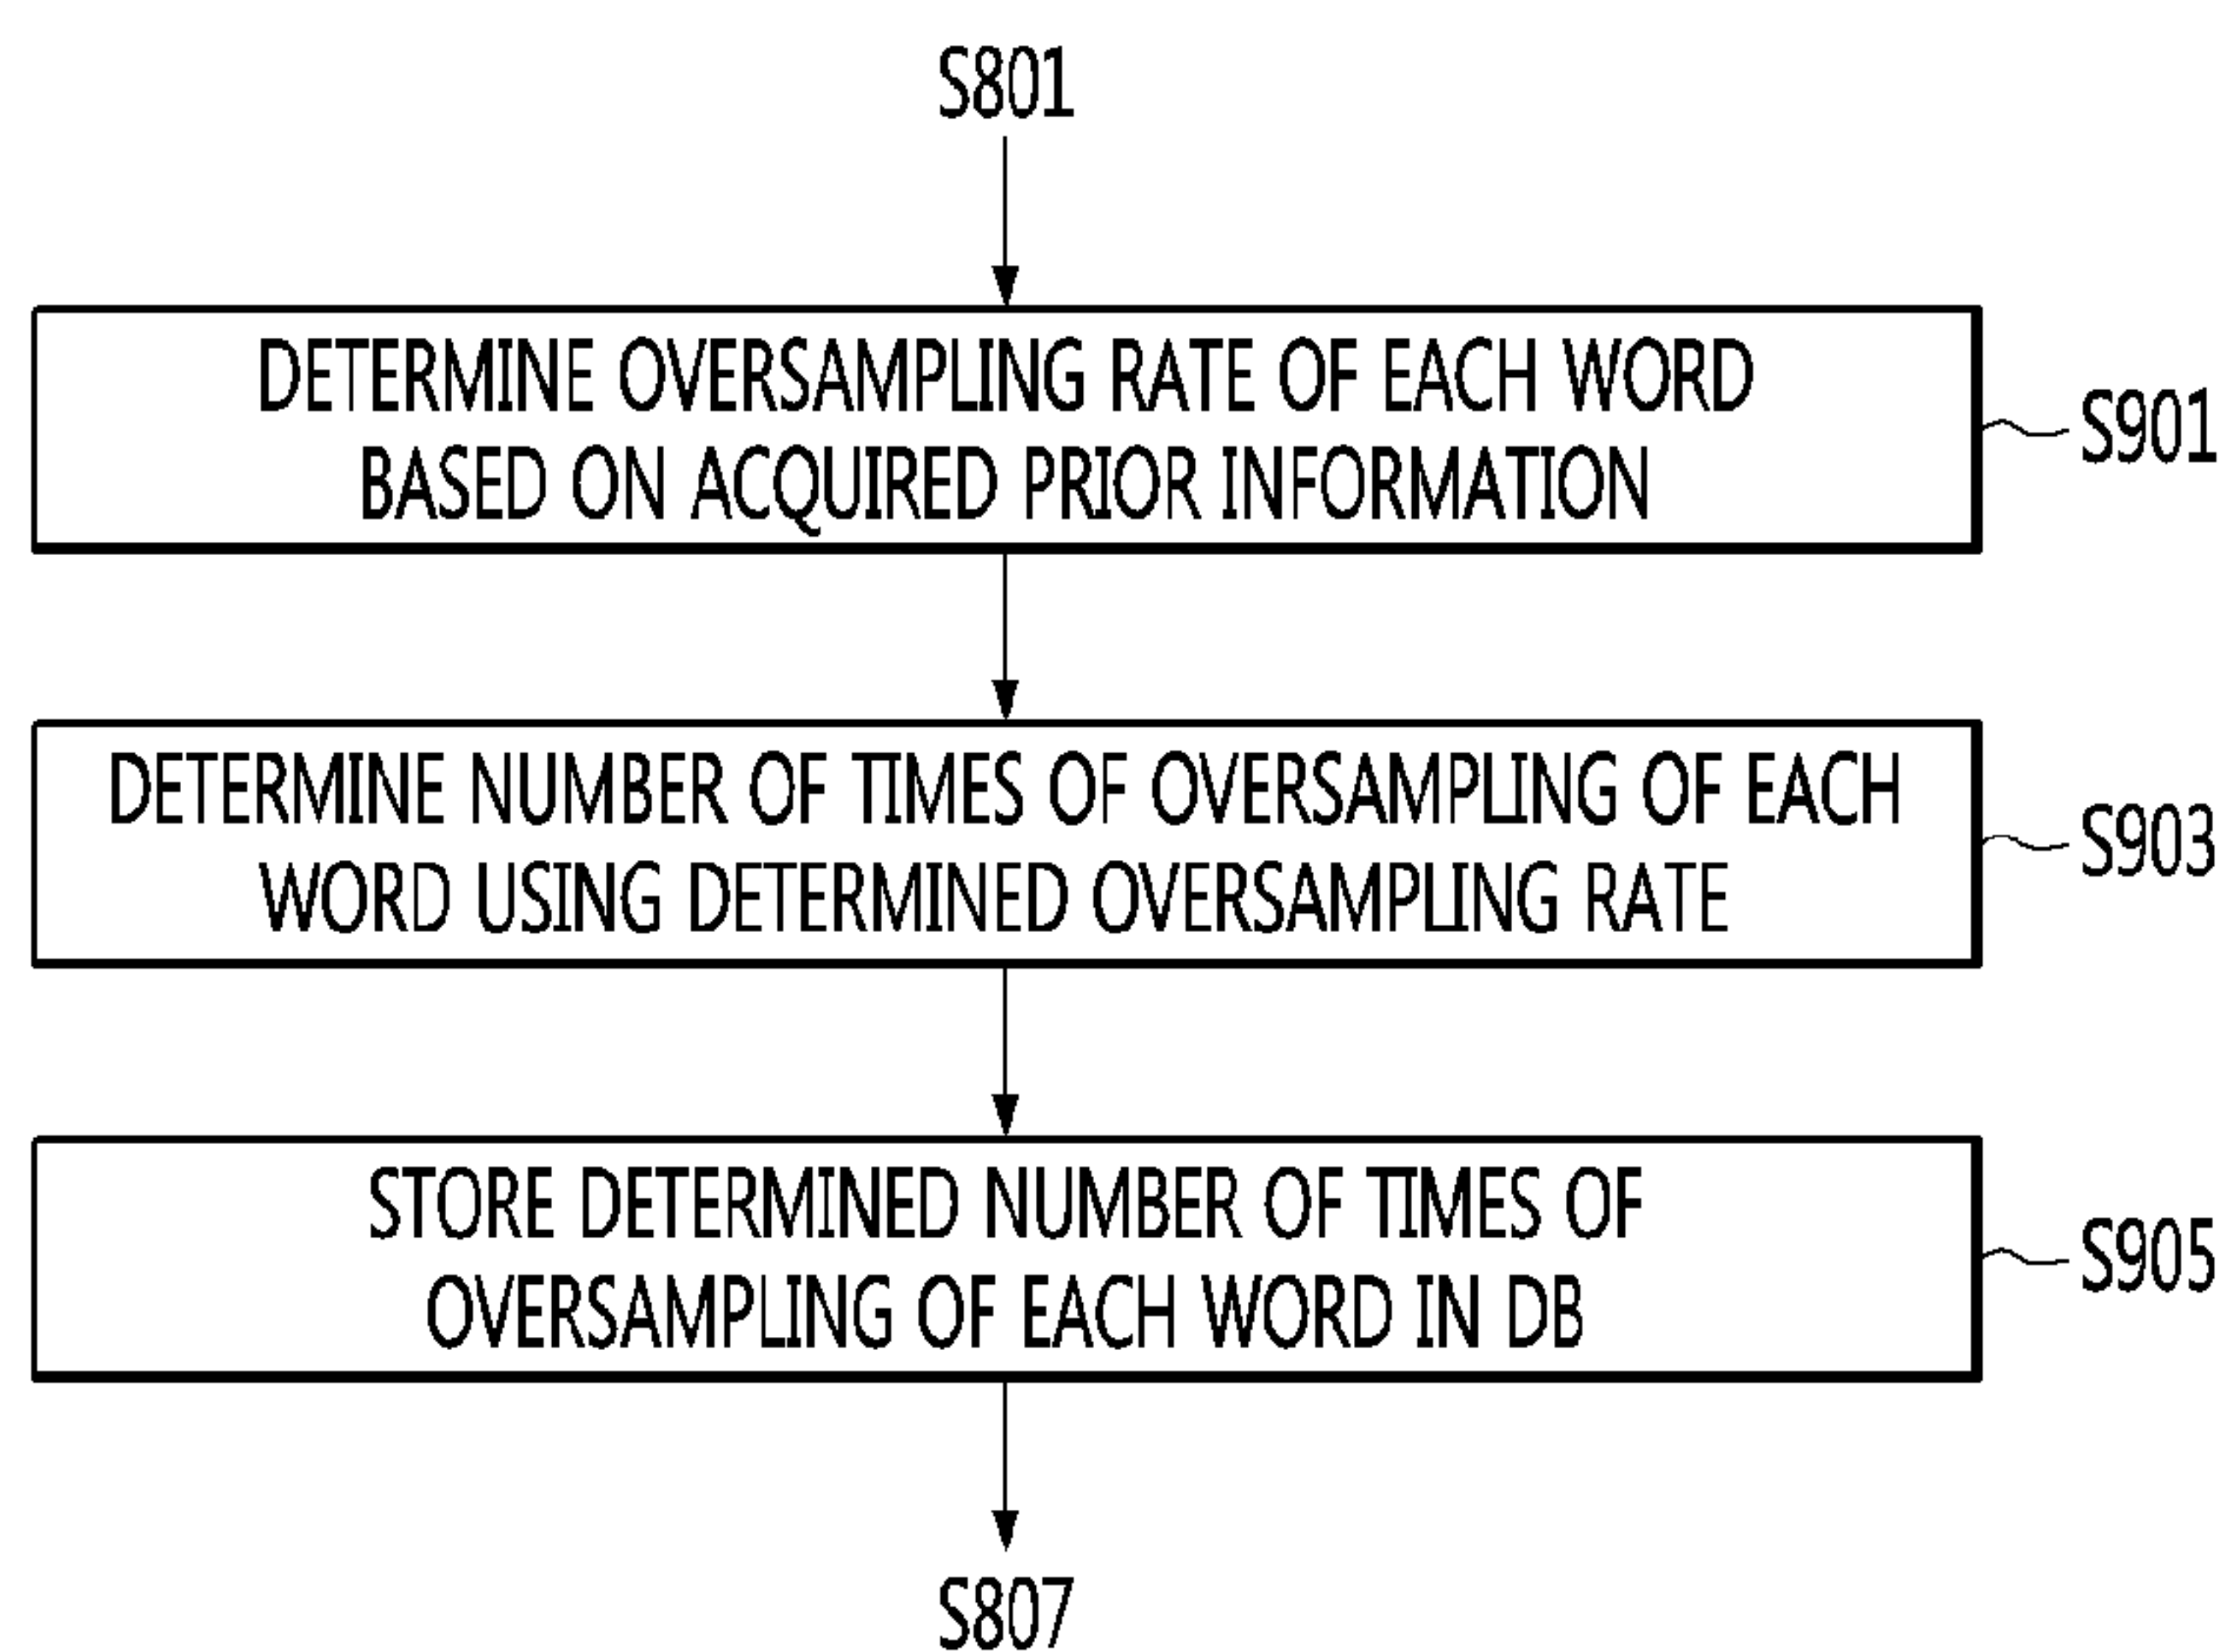 S801
DETERMINE OVERSAMPLING RATE OF EACH WORD
BASED ON ACQUIRED PRIOR INFORMATION
S901
DETERMINE NUMBER OF TIMES OF OVERSAMPLING OF EACH
WORD USING DETERMINED OVERSAMPLING RATE
S903
STORE DETERMINED NUMBER OF TIMES OF
OVERSAMPLING OF EACH WORD IN DB
S905
S807